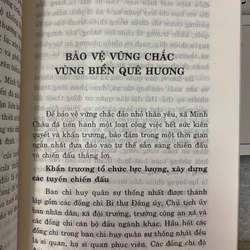 BẢO VỆ VỮNG CHẮC
VÙNG BIỂN QUÊ HƯƠNG
Để bảo vệ vững chắc đảo nhỏ thân yêu, xã Minh
Châu đã tiến hành một loạt công việc hết sức kiên
quyết và khẩn trương, bảo đảm trong một thời gian
ngắn nhất đưa đảo vào tư thế sẵn sàng chiến đấu
và chiến đấu thắng lợi.
Khẩn trương tổ chức lực lượng, xây dựng
các tuyến chiến đấu
Ban chỉ huy quân sự thống nhất được thành
lập gồm các đồng chí Bí thư Đảng ủy, Chủ tịch ủy
ban nhân dân, xã đội trưởng, trưởng công an xã và
các đồng chí lãnh đạo các ngành khác. Hầu hết các
đồng chí trong ban chỉ huy quân sự thống nhất đều
là sĩ quan, hạ sĩ quan phục viên. Các đồng chí